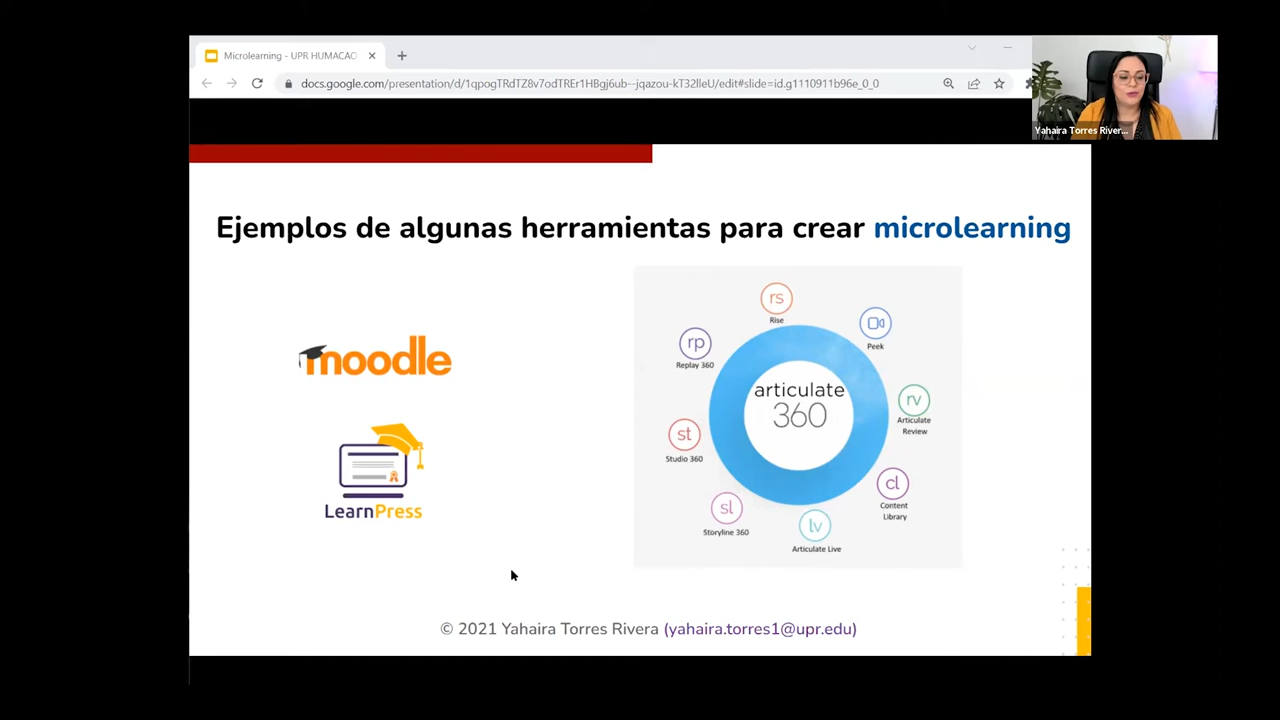 Microlearning - UPR HUMACAO
docs.google.com/presentation/d/1qpogTRdTZ8v7odTREr1HBgj6ub--jqazou-kT32lleU/edit#slide=id.g1110911b96e_0_0
Yahaira Torres River...
Ejemplos de algunas herramientas para crear microlearning
moodle
LearnPress
rs
Rise
Peek
rp
Replay 360
articulate
360
rv
Articulate
Review
st
Studio 360
cl
Content
Library
sl
Storyline 360
lv
Articulate Live
© 2021 Yahaira Torres Rivera (yahaira.torres1@upr.edu)